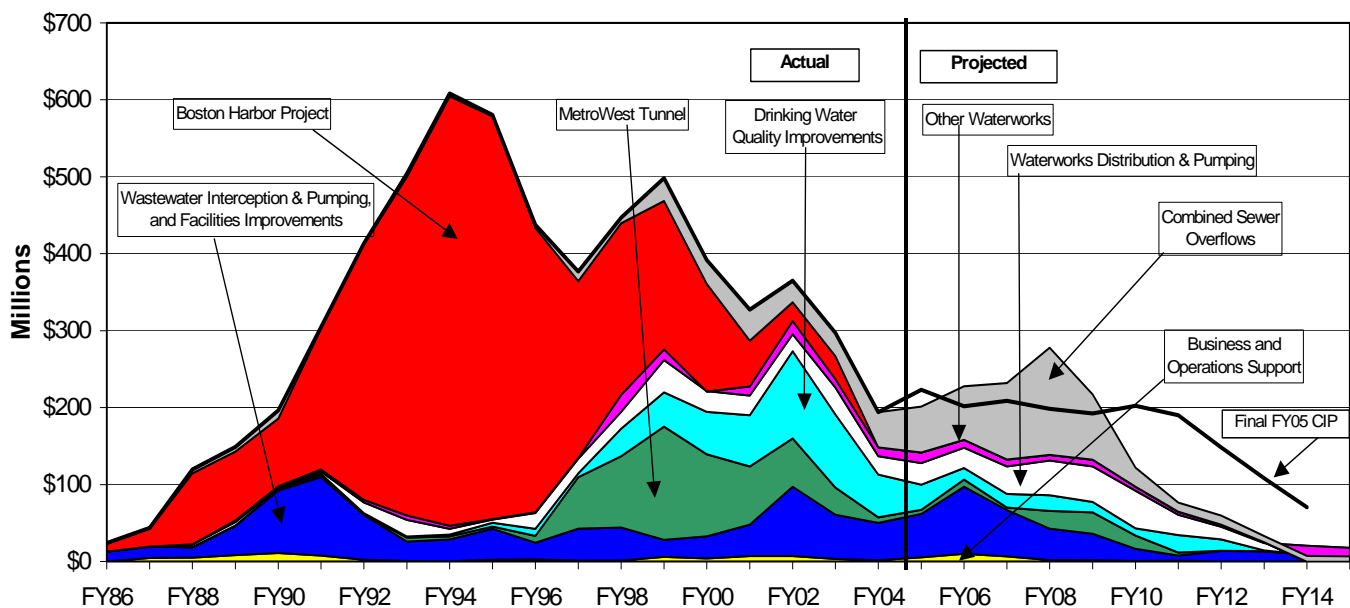 $700
$600
$500
$400
$300
$200
$100
$0
Millions
Actual
Projected
Boston Harbor Project
MetroWest Tunnel
Drinking Water
Quality Improvements
Other Waterworks
Waterworks Distribution & Pumping
Wastewater Interception & Pumping,
and Facilities Improvements
Combined Sewer
Overflows
Business and
Operations Support
Final FY05 CIP
FY86 FY88 FY90 FY92 FY94 FY96 FY98 FY00 FY02 FY04 FY06 FY08 FY10 FY12 FY14